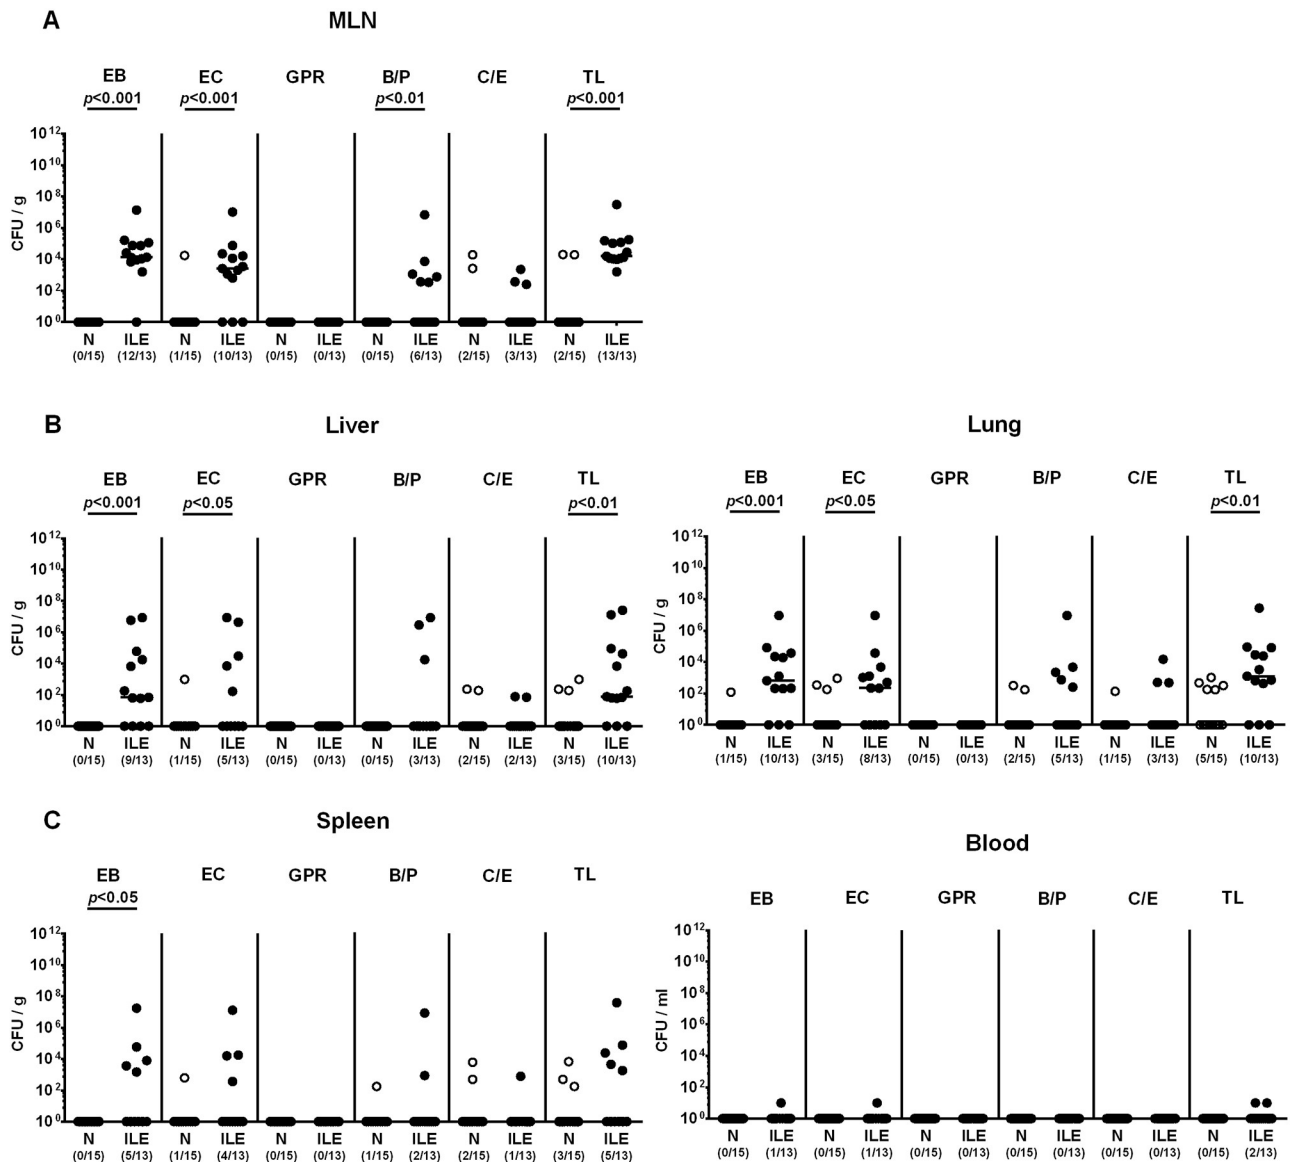 A
MLN
EB EC GPR B/P C/E TL
p<0.001 p<0.001 p<0.01 p<0.001
CFU / g
10^12
10^10
10^8
10^6
10^4
10^2
10^0
N ILE N ILE N ILE N ILE N ILE N ILE
(0/15) (12/13) (1/15) (10/13) (0/15) (0/13) (0/15) (6/13) (2/15) (3/13) (2/15) (13/13)
B
Liver
EB EC GPR B/P C/E TL
p<0.001 p<0.05 p<0.01
CFU / g
10^12
10^10
10^8
10^6
10^4
10^2
10^0
N ILE N ILE N ILE N ILE N ILE N ILE
(0/15) (9/13) (1/15) (5/13) (0/15) (0/13) (0/15) (3/13) (2/15) (2/13) (3/15) (10/13)
Lung
EB EC GPR B/P C/E TL
p<0.001 p<0.05 p<0.01
CFU / g
10^12
10^10
10^8
10^6
10^4
10^2
10^0
N ILE N ILE N ILE N ILE N ILE N ILE
(1/15) (10/13) (3/15) (8/13) (0/15) (0/13) (2/15) (5/13) (1/15) (3/13) (5/15) (10/13)
C
Spleen
EB EC GPR B/P C/E TL
p<0.05
CFU / g
10^12
10^10
10^8
10^6
10^4
10^2
10^0
N ILE N ILE N ILE N ILE N ILE N ILE
(0/15) (5/13) (1/15) (4/13) (0/15) (0/13) (1/15) (2/13) (2/15) (1/13) (3/15) (5/13)
Blood
EB EC GPR B/P C/E TL
CFU / ml
10^12
10^10
10^8
10^6
10^4
10^2
10^0
N ILE N ILE N ILE N ILE N ILE N ILE
(0/15) (1/13) (0/15) (1/13) (0/15) (0/13) (0/15) (0/13) (0/15) (0/13) (0/15) (2/13)